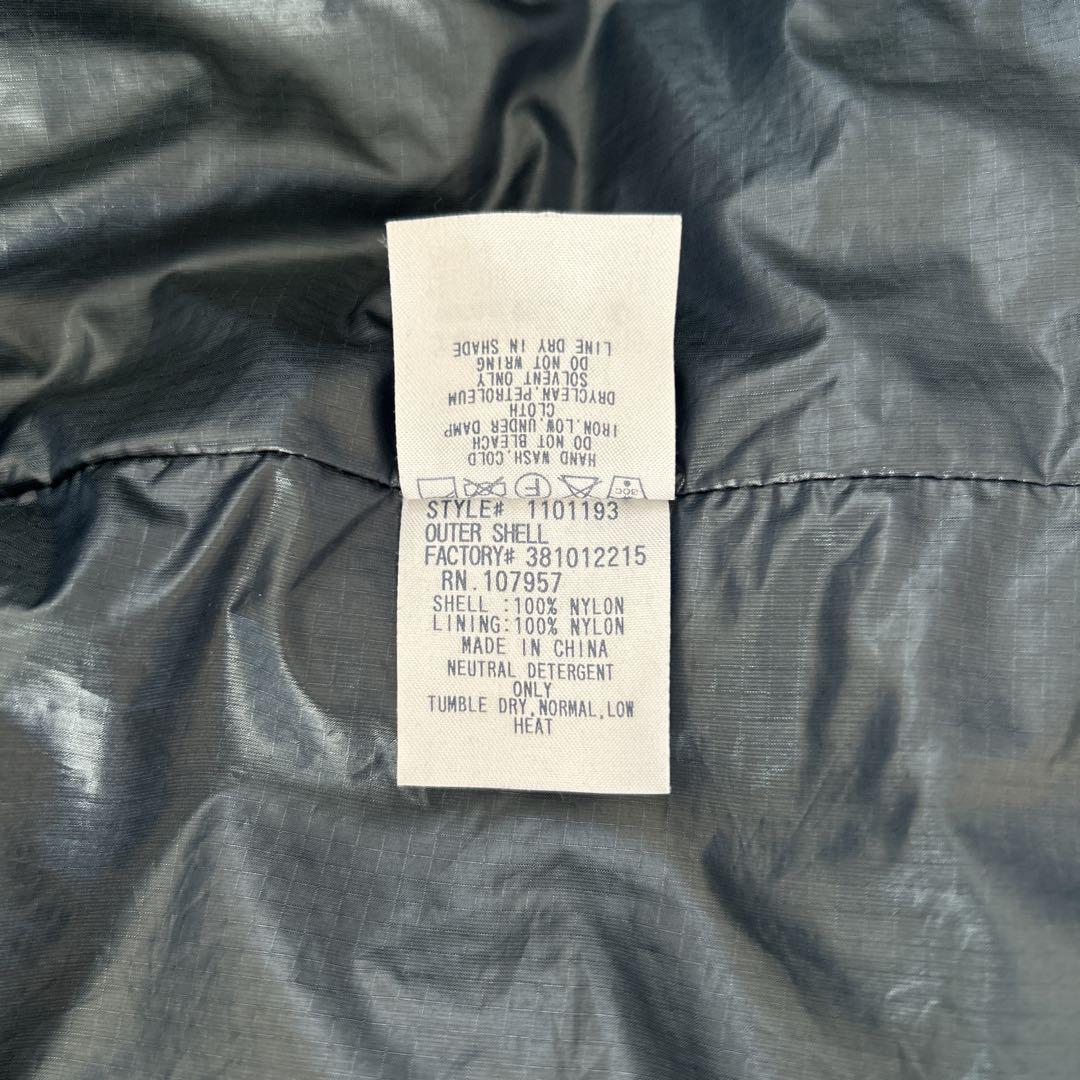 LINE DRY IN SHADE
DO NOT WRING
SOLVENT ONLY
DRYCLEAN,PETROLEUM
CLOTH
IRON,LOW,UNDER DAMP
DO NOT BLEACH
HAND WASH,COLD
30C F
STYLE# 1101193
OUTER SHELL
FACTORY# 381012215
RN.107957
SHELL :100% NYLON
LINING:100% NYLON
MADE IN CHINA
NEUTRAL DETERGENT
ONLY
TUMBLE DRY,NORMAL,LOW
HEAT